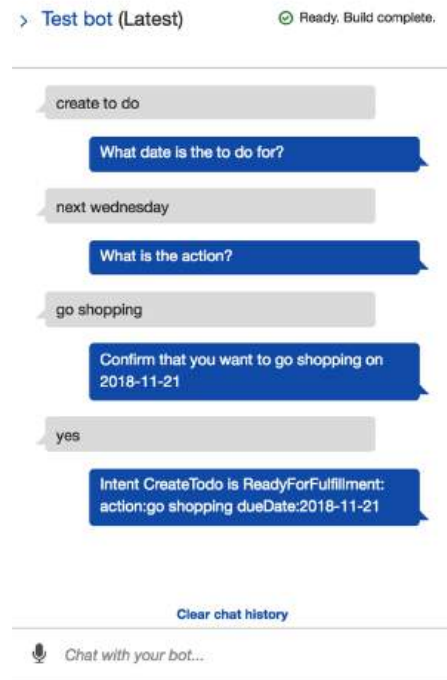 > Test bot (Latest)
Ready. Build complete.
create to do
What date is the to do for?
next wednesday
What is the action?
go shopping
Confirm that you want to go shopping on
2018-11-21
yes
Intent CreateTodo is ReadyForFulfillment:
action:go shopping dueDate:2018-11-21
Clear chat history
Chat with your bot...